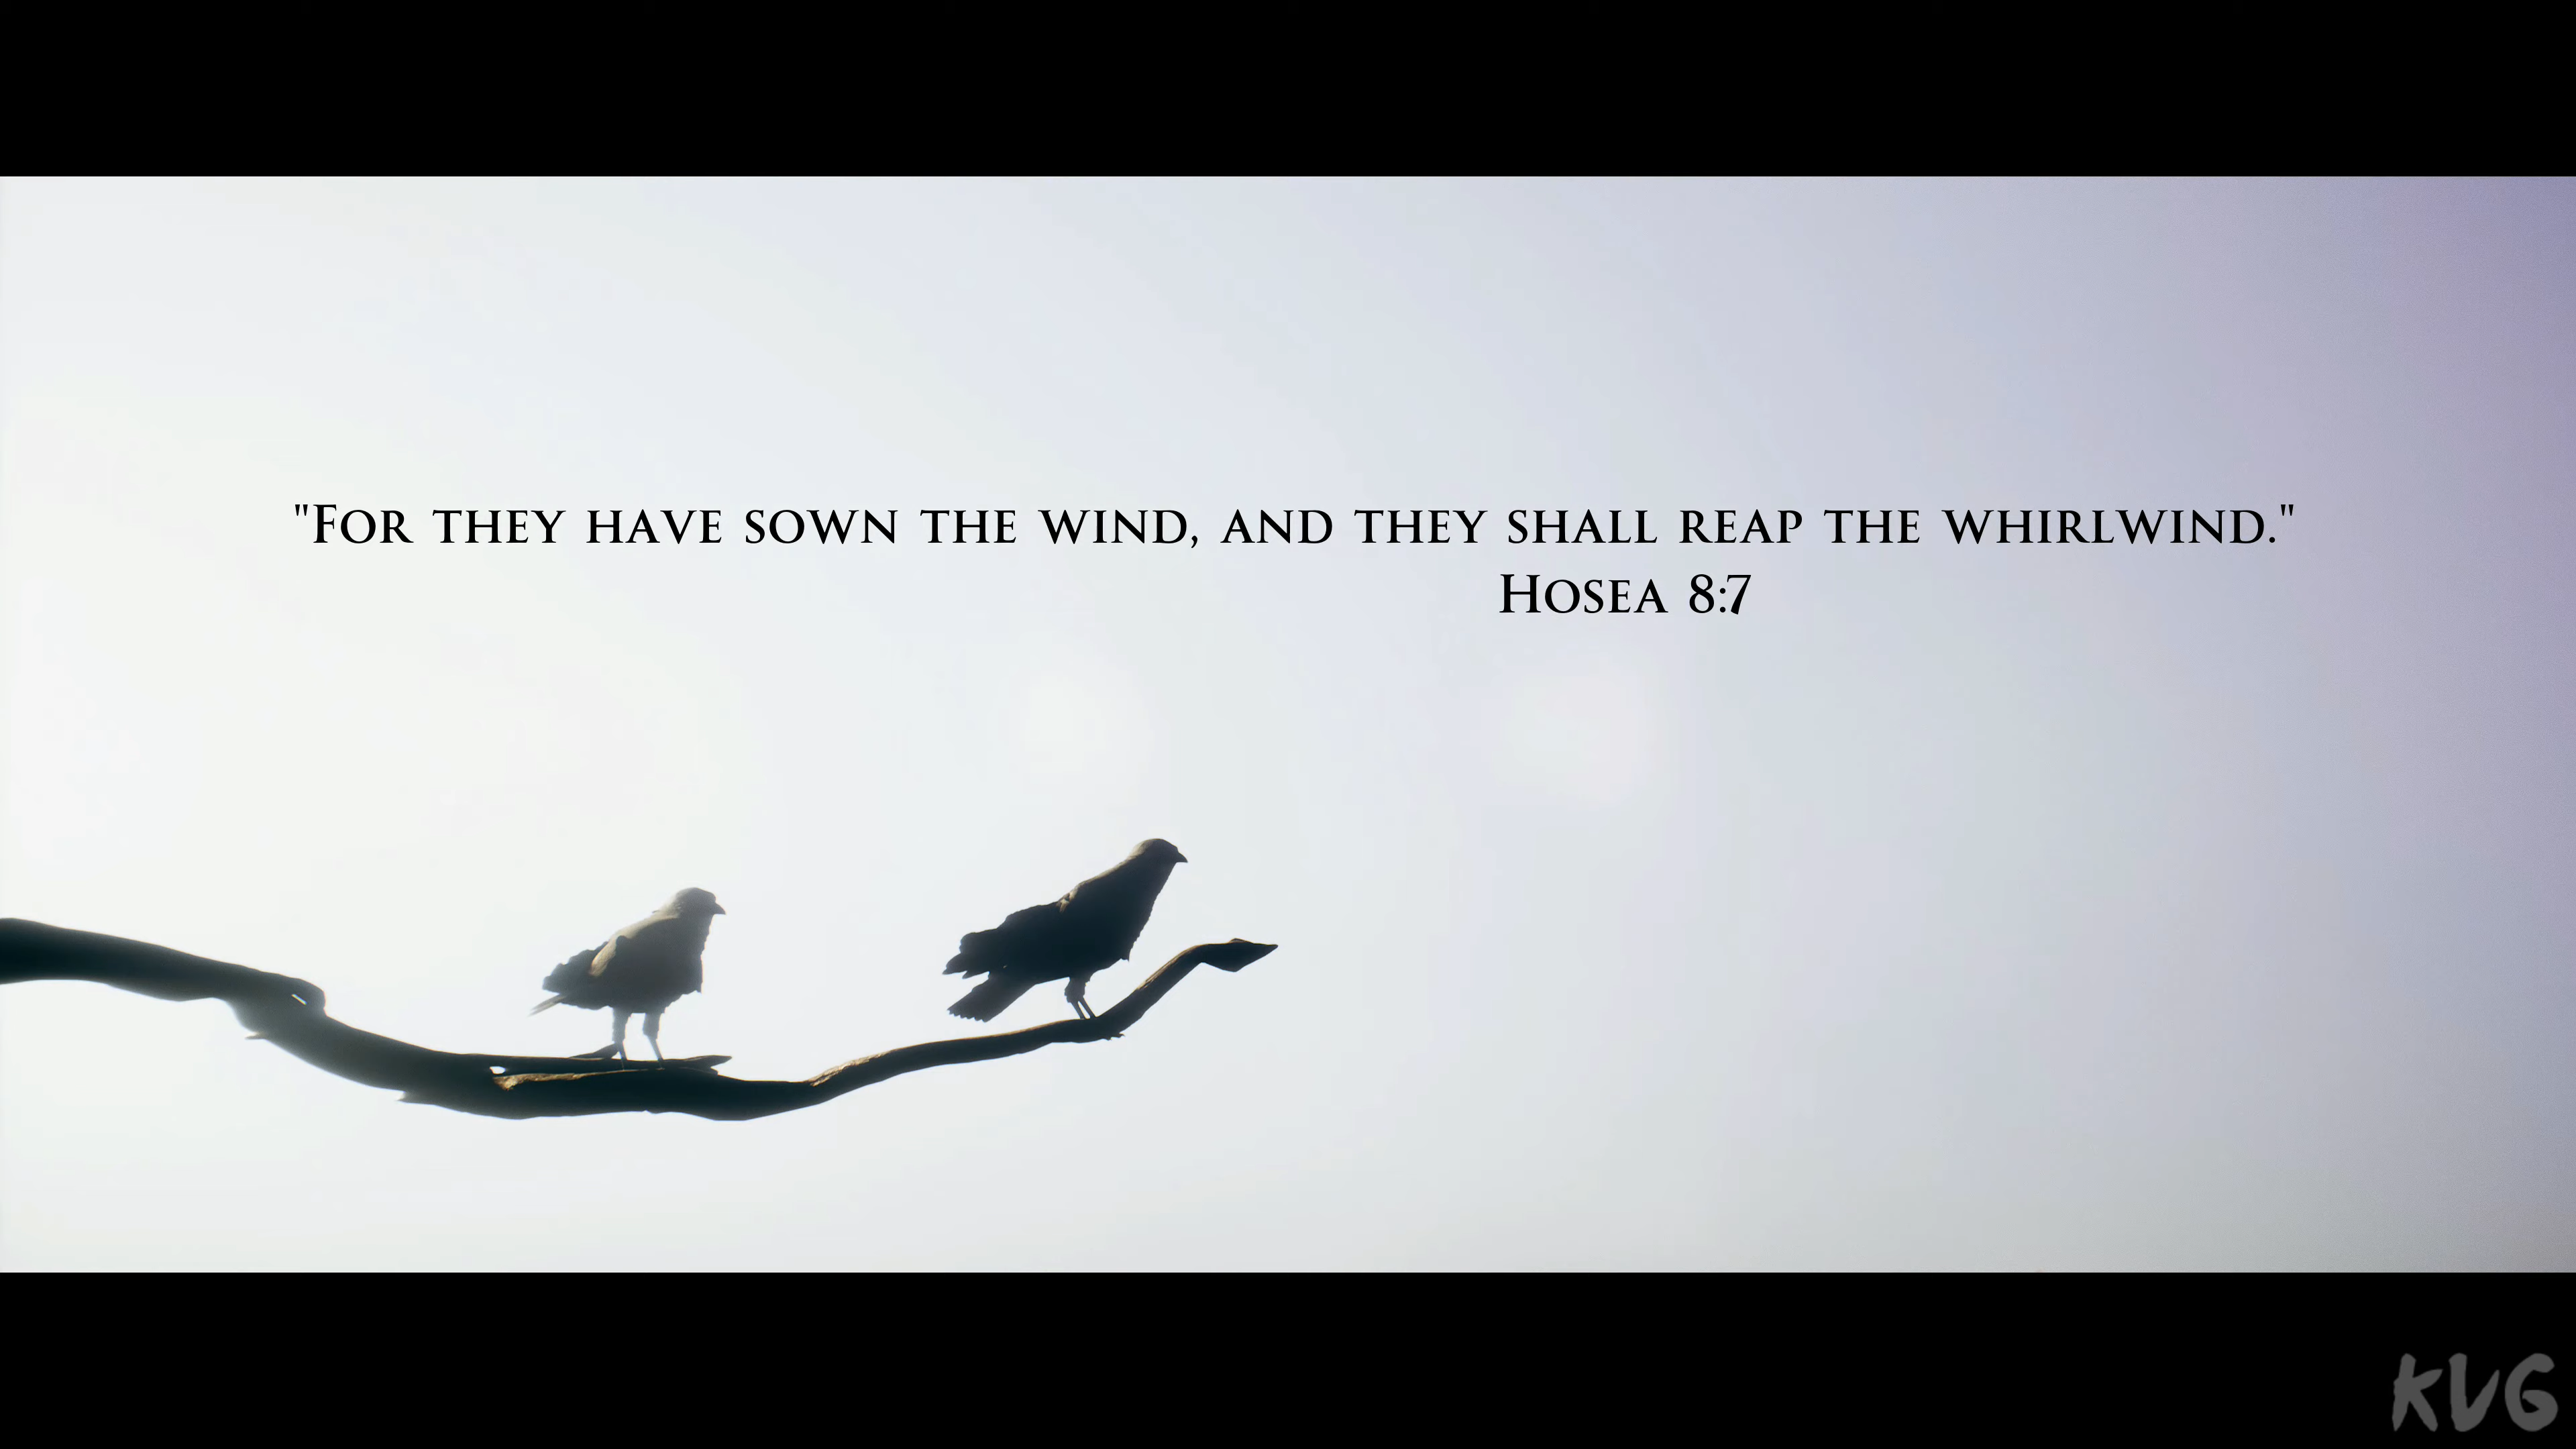 "For they have sown the wind, and they shall reap the whirlwind."
Hosea 8:7
KVG